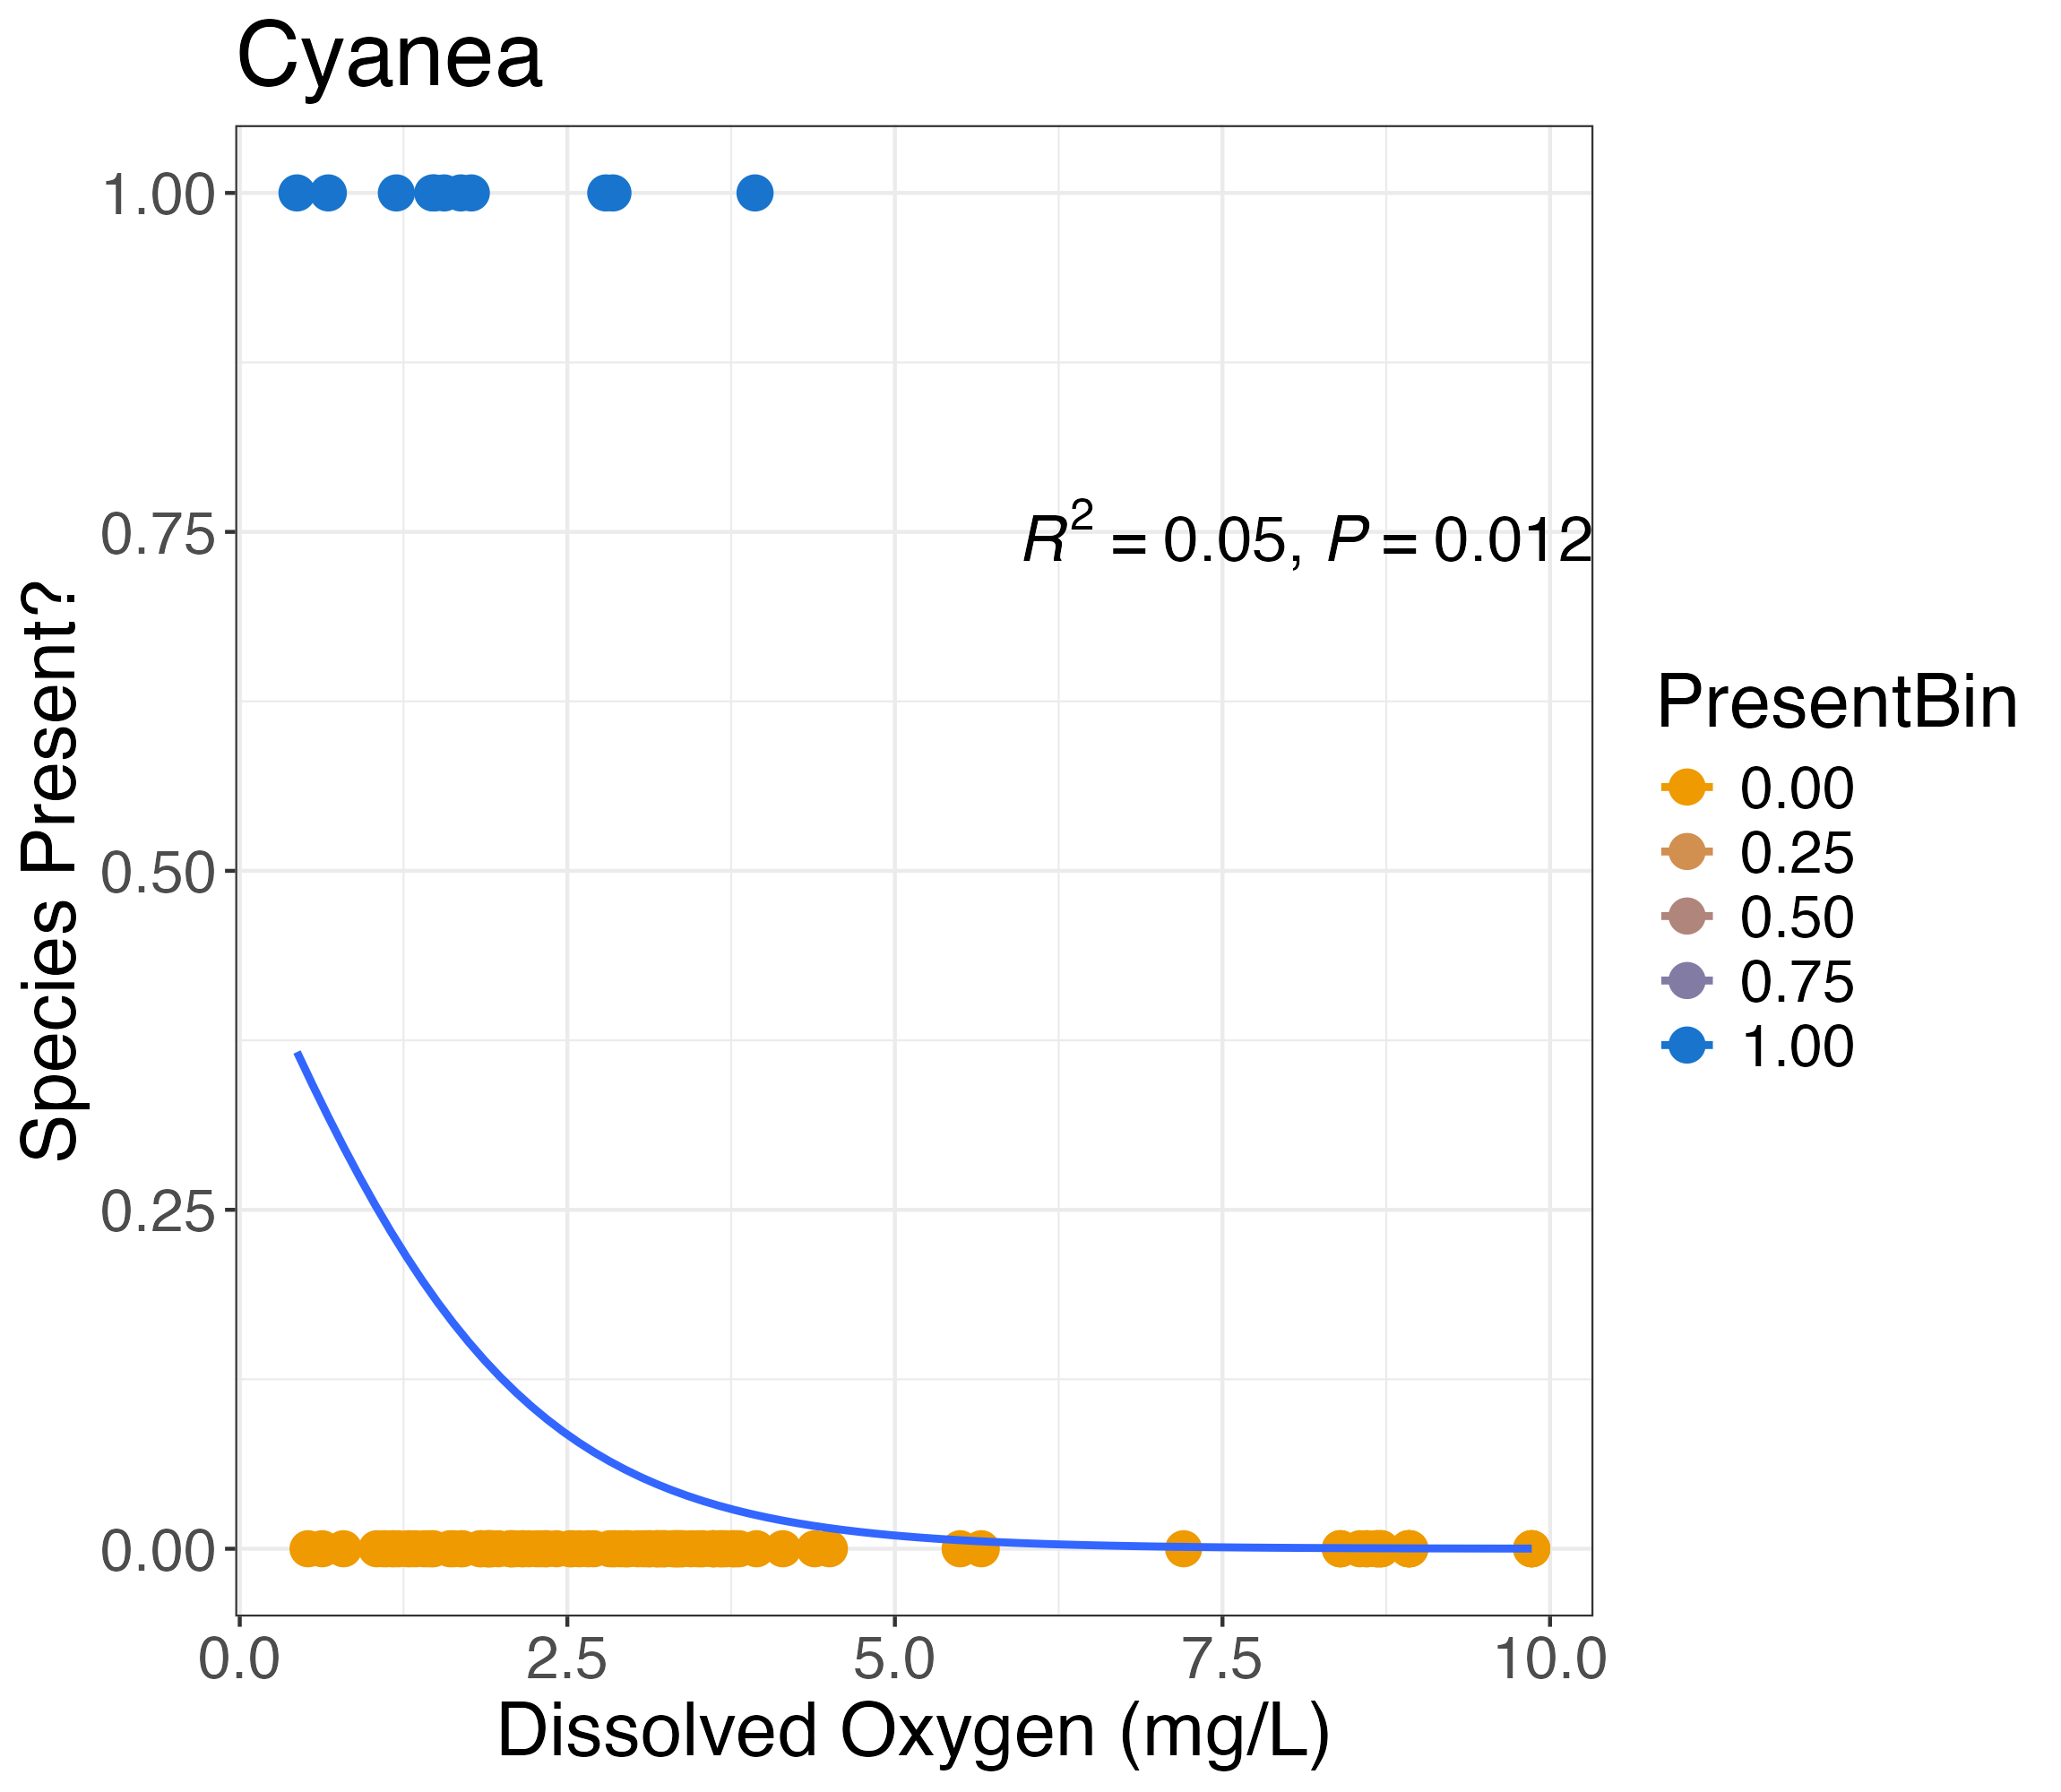 Cyanea
1.00
0.75
0.50
0.25
0.00
Species Present?
R² = 0.05, P = 0.012
0.0 2.5 5.0 7.5 10.0
Dissolved Oxygen (mg/L)
PresentBin
0.00
0.25
0.50
0.75
1.00